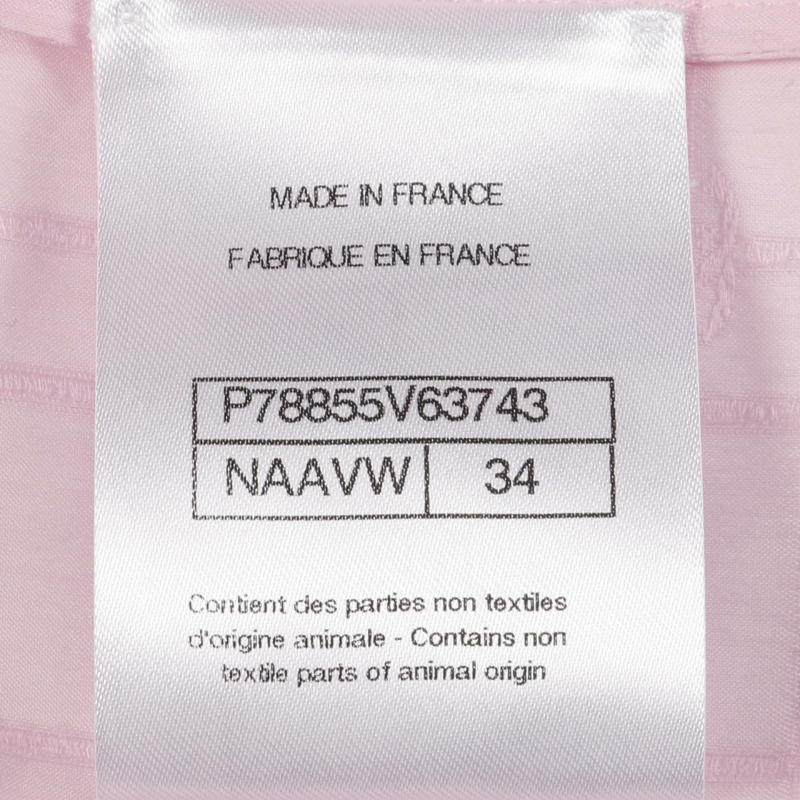 MADE IN FRANCE
FABRIQUE EN FRANCE
P78855V63743
NAAVW 34
Contient des parties non textiles
d'origine animale - Contains non
textile parts of animal origin